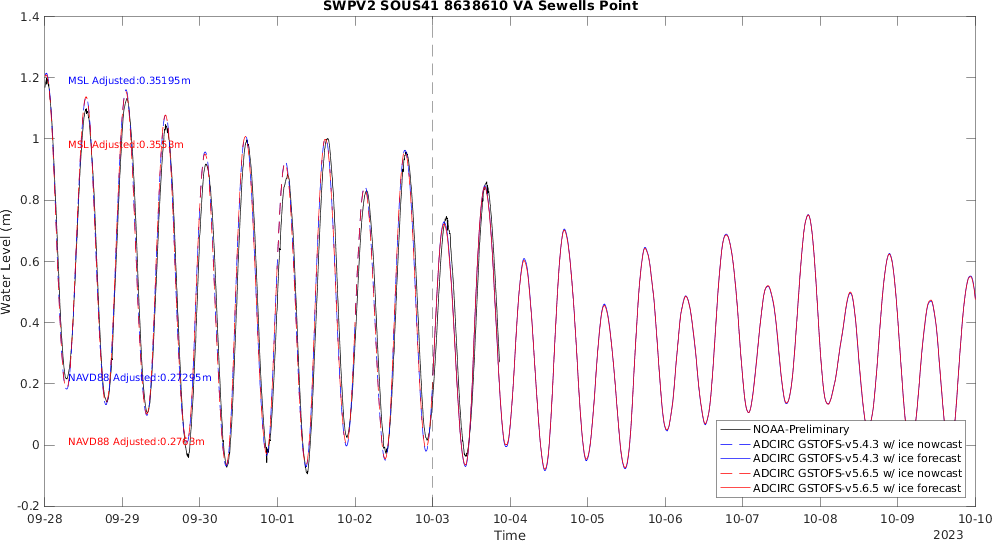 SWPV2 SOUS41 8638610 VA Sewells Point
Water Level (m)
1.4
1.2
1
0.8
0.6
0.4
0.2
0
-0.2
MSL Adjusted:0.35195m
MSL Adjusted:0.3553m
NAVD88 Adjusted:0.27295m
NAVD88 Adjusted:0.2763m
NOAA-Preliminary
ADCIRC GSTOFS-v5.4.3 w/ ice nowcast
ADCIRC GSTOFS-v5.4.3 w/ ice forecast
ADCIRC GSTOFS-v5.6.5 w/ ice nowcast
ADCIRC GSTOFS-v5.6.5 w/ ice forecast
09-28 09-29 09-30 10-01 10-02 10-03 10-04 10-05 10-06 10-07 10-08 10-09 10-10
Time
2023